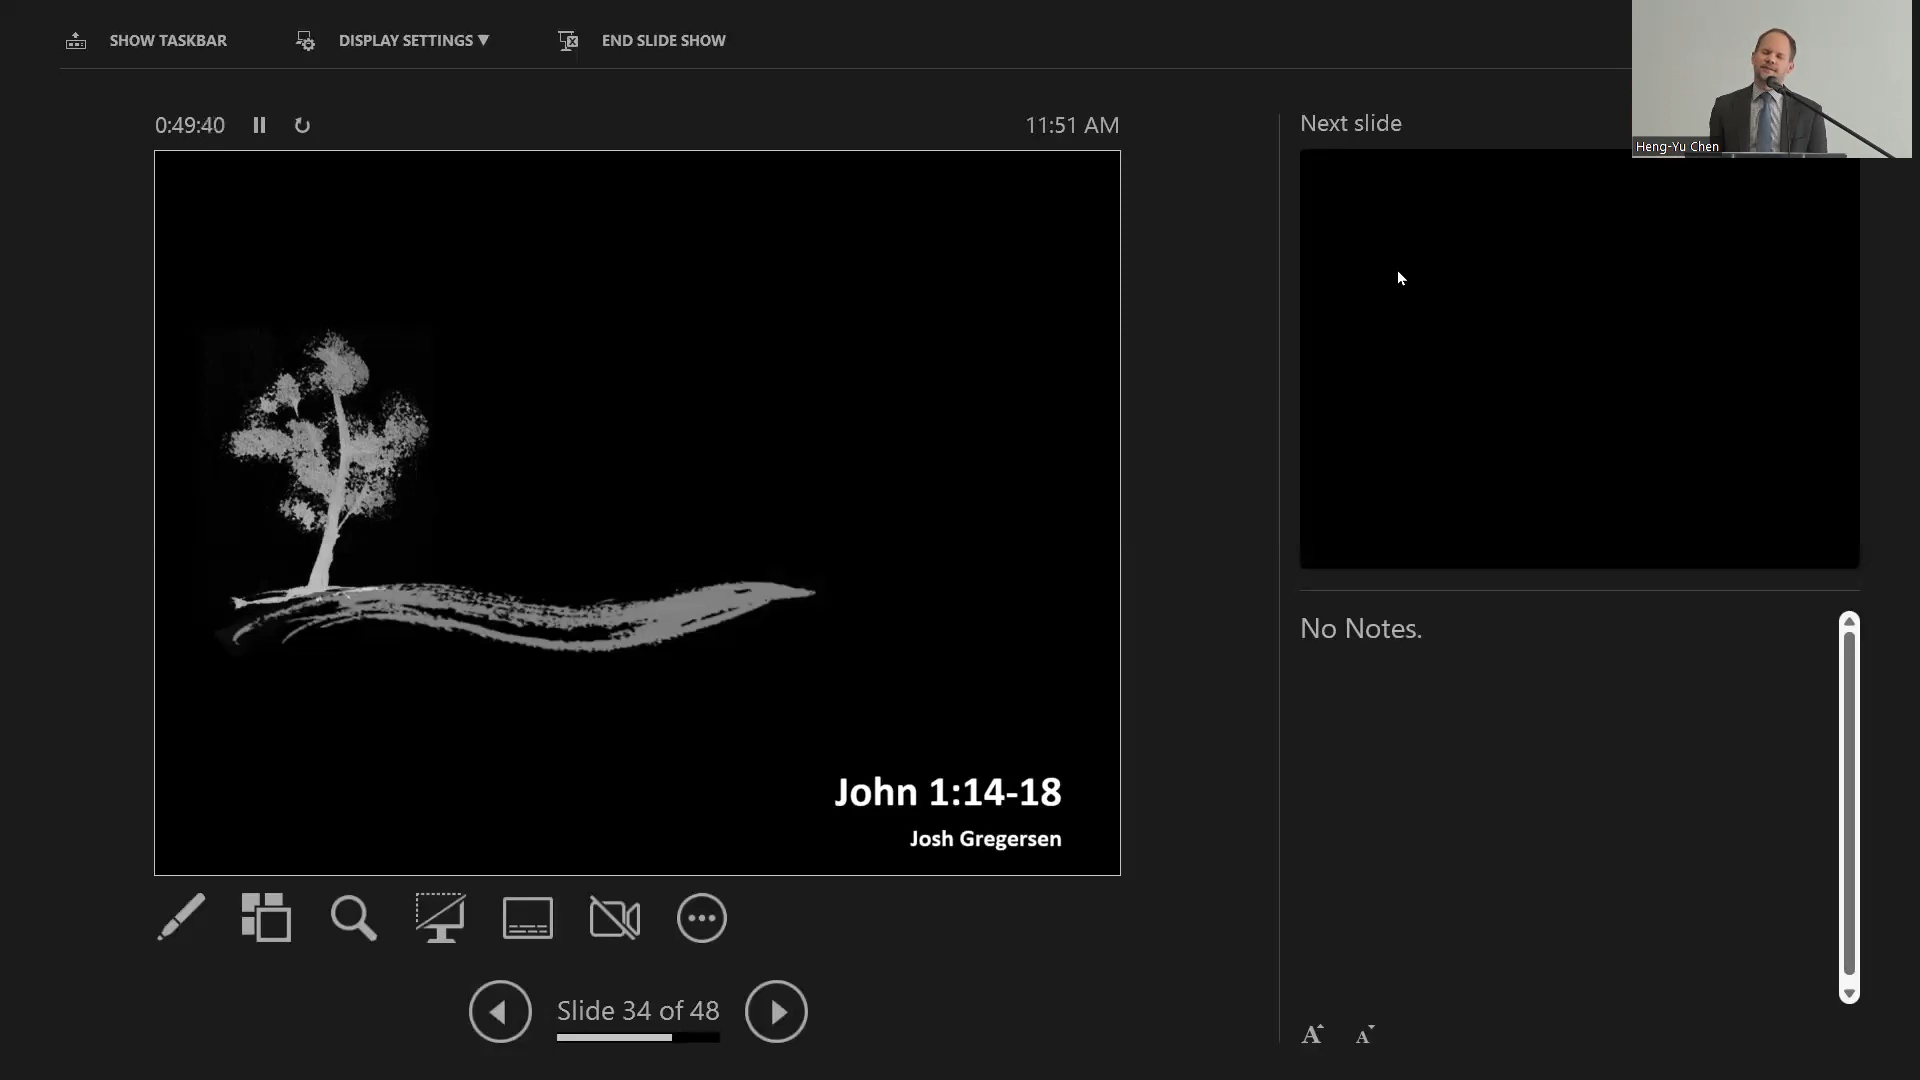 SHOW TASKBAR
DISPLAY SETTINGS ▼
END SLIDE SHOW
Heng-Yu Chen
0:49:40
11:51 AM
Next slide
John 1:14-18
Josh Gregersen
No Notes.
Slide 34 of 48
A
A